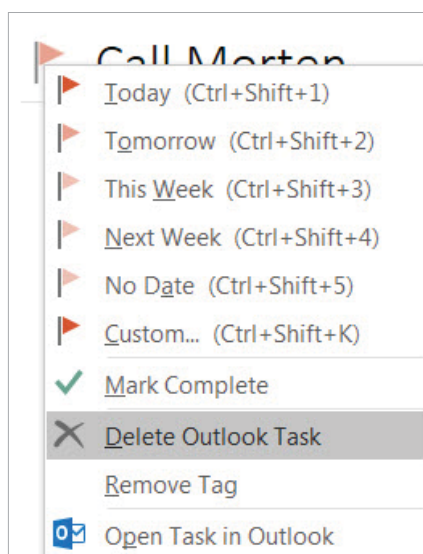 Call Morten
Today (Ctrl+Shift+1)
Tomorrow (Ctrl+Shift+2)
This Week (Ctrl+Shift+3)
Next Week (Ctrl+Shift+4)
No Date (Ctrl+Shift+5)
Custom... (Ctrl+Shift+K)
Mark Complete
Delete Outlook Task
Remove Tag
Open Task in Outlook